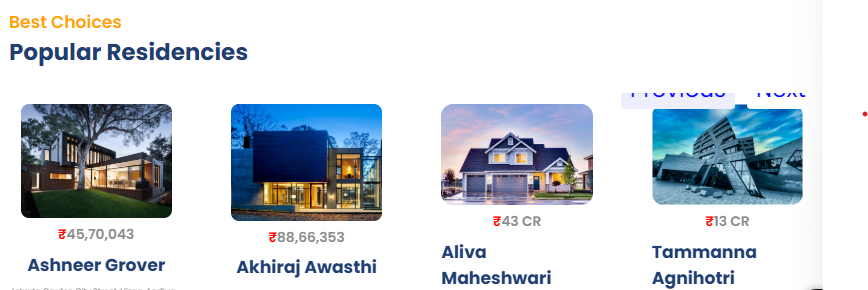 Best Choices
Popular Residencies
Previous Next
₹45,70,043
Ashneer Grover
₹88,66,353
Akhiraj Awasthi
₹43 CR
Aliva
Maheshwari
₹13 CR
Tammanna
Agnihotri